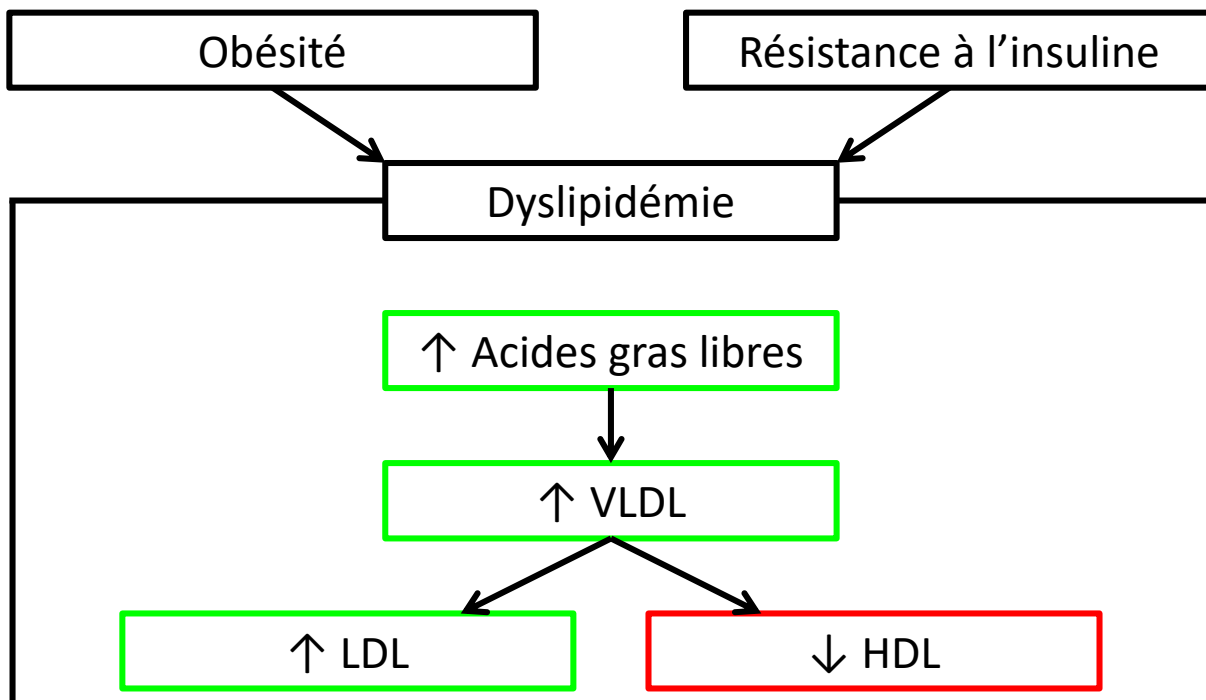 Obésité
Résistance à l’insuline
Dyslipidémie
↑ Acides gras libres
↑ VLDL
↑ LDL
↓ HDL